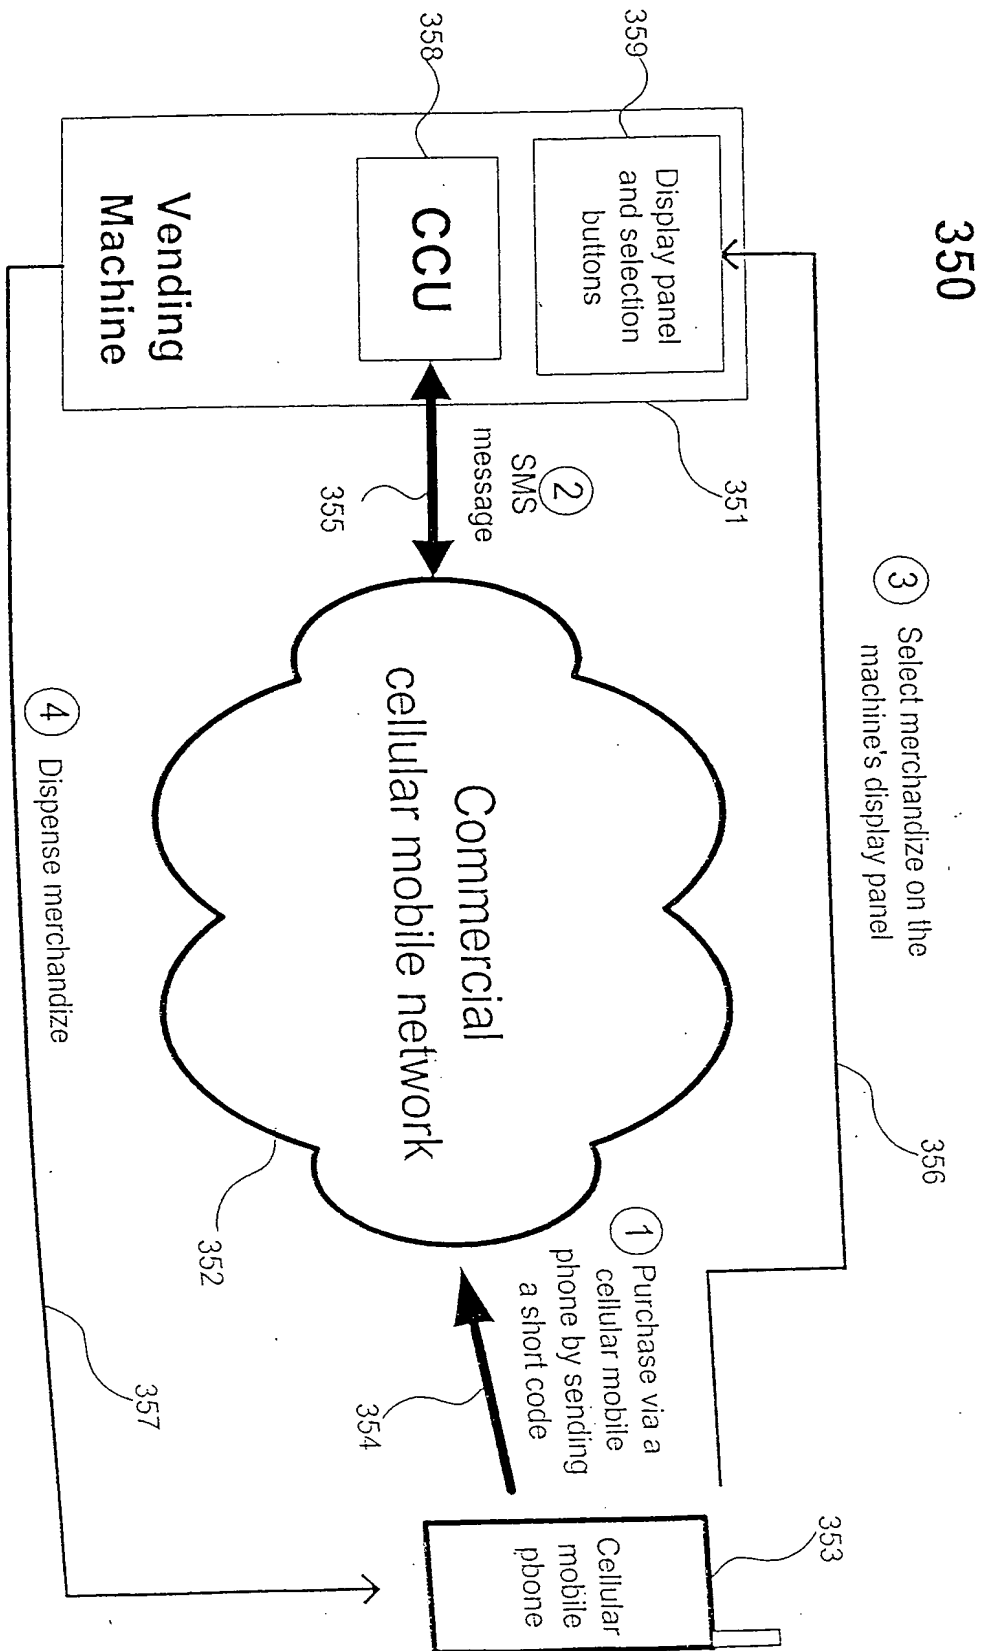 350
359
358
Display panel
and selection
buttons
CCU
Vending
Machine
351
2
SMS
message
355
3 Select merchandize on the
machine's display panel
356
Commercial
cellular mobile network
352
1 Purchase via a
cellular mobile
phone by sending
a short code
354
353
Cellular
mobile
pbone
4 Dispense merchandize
357